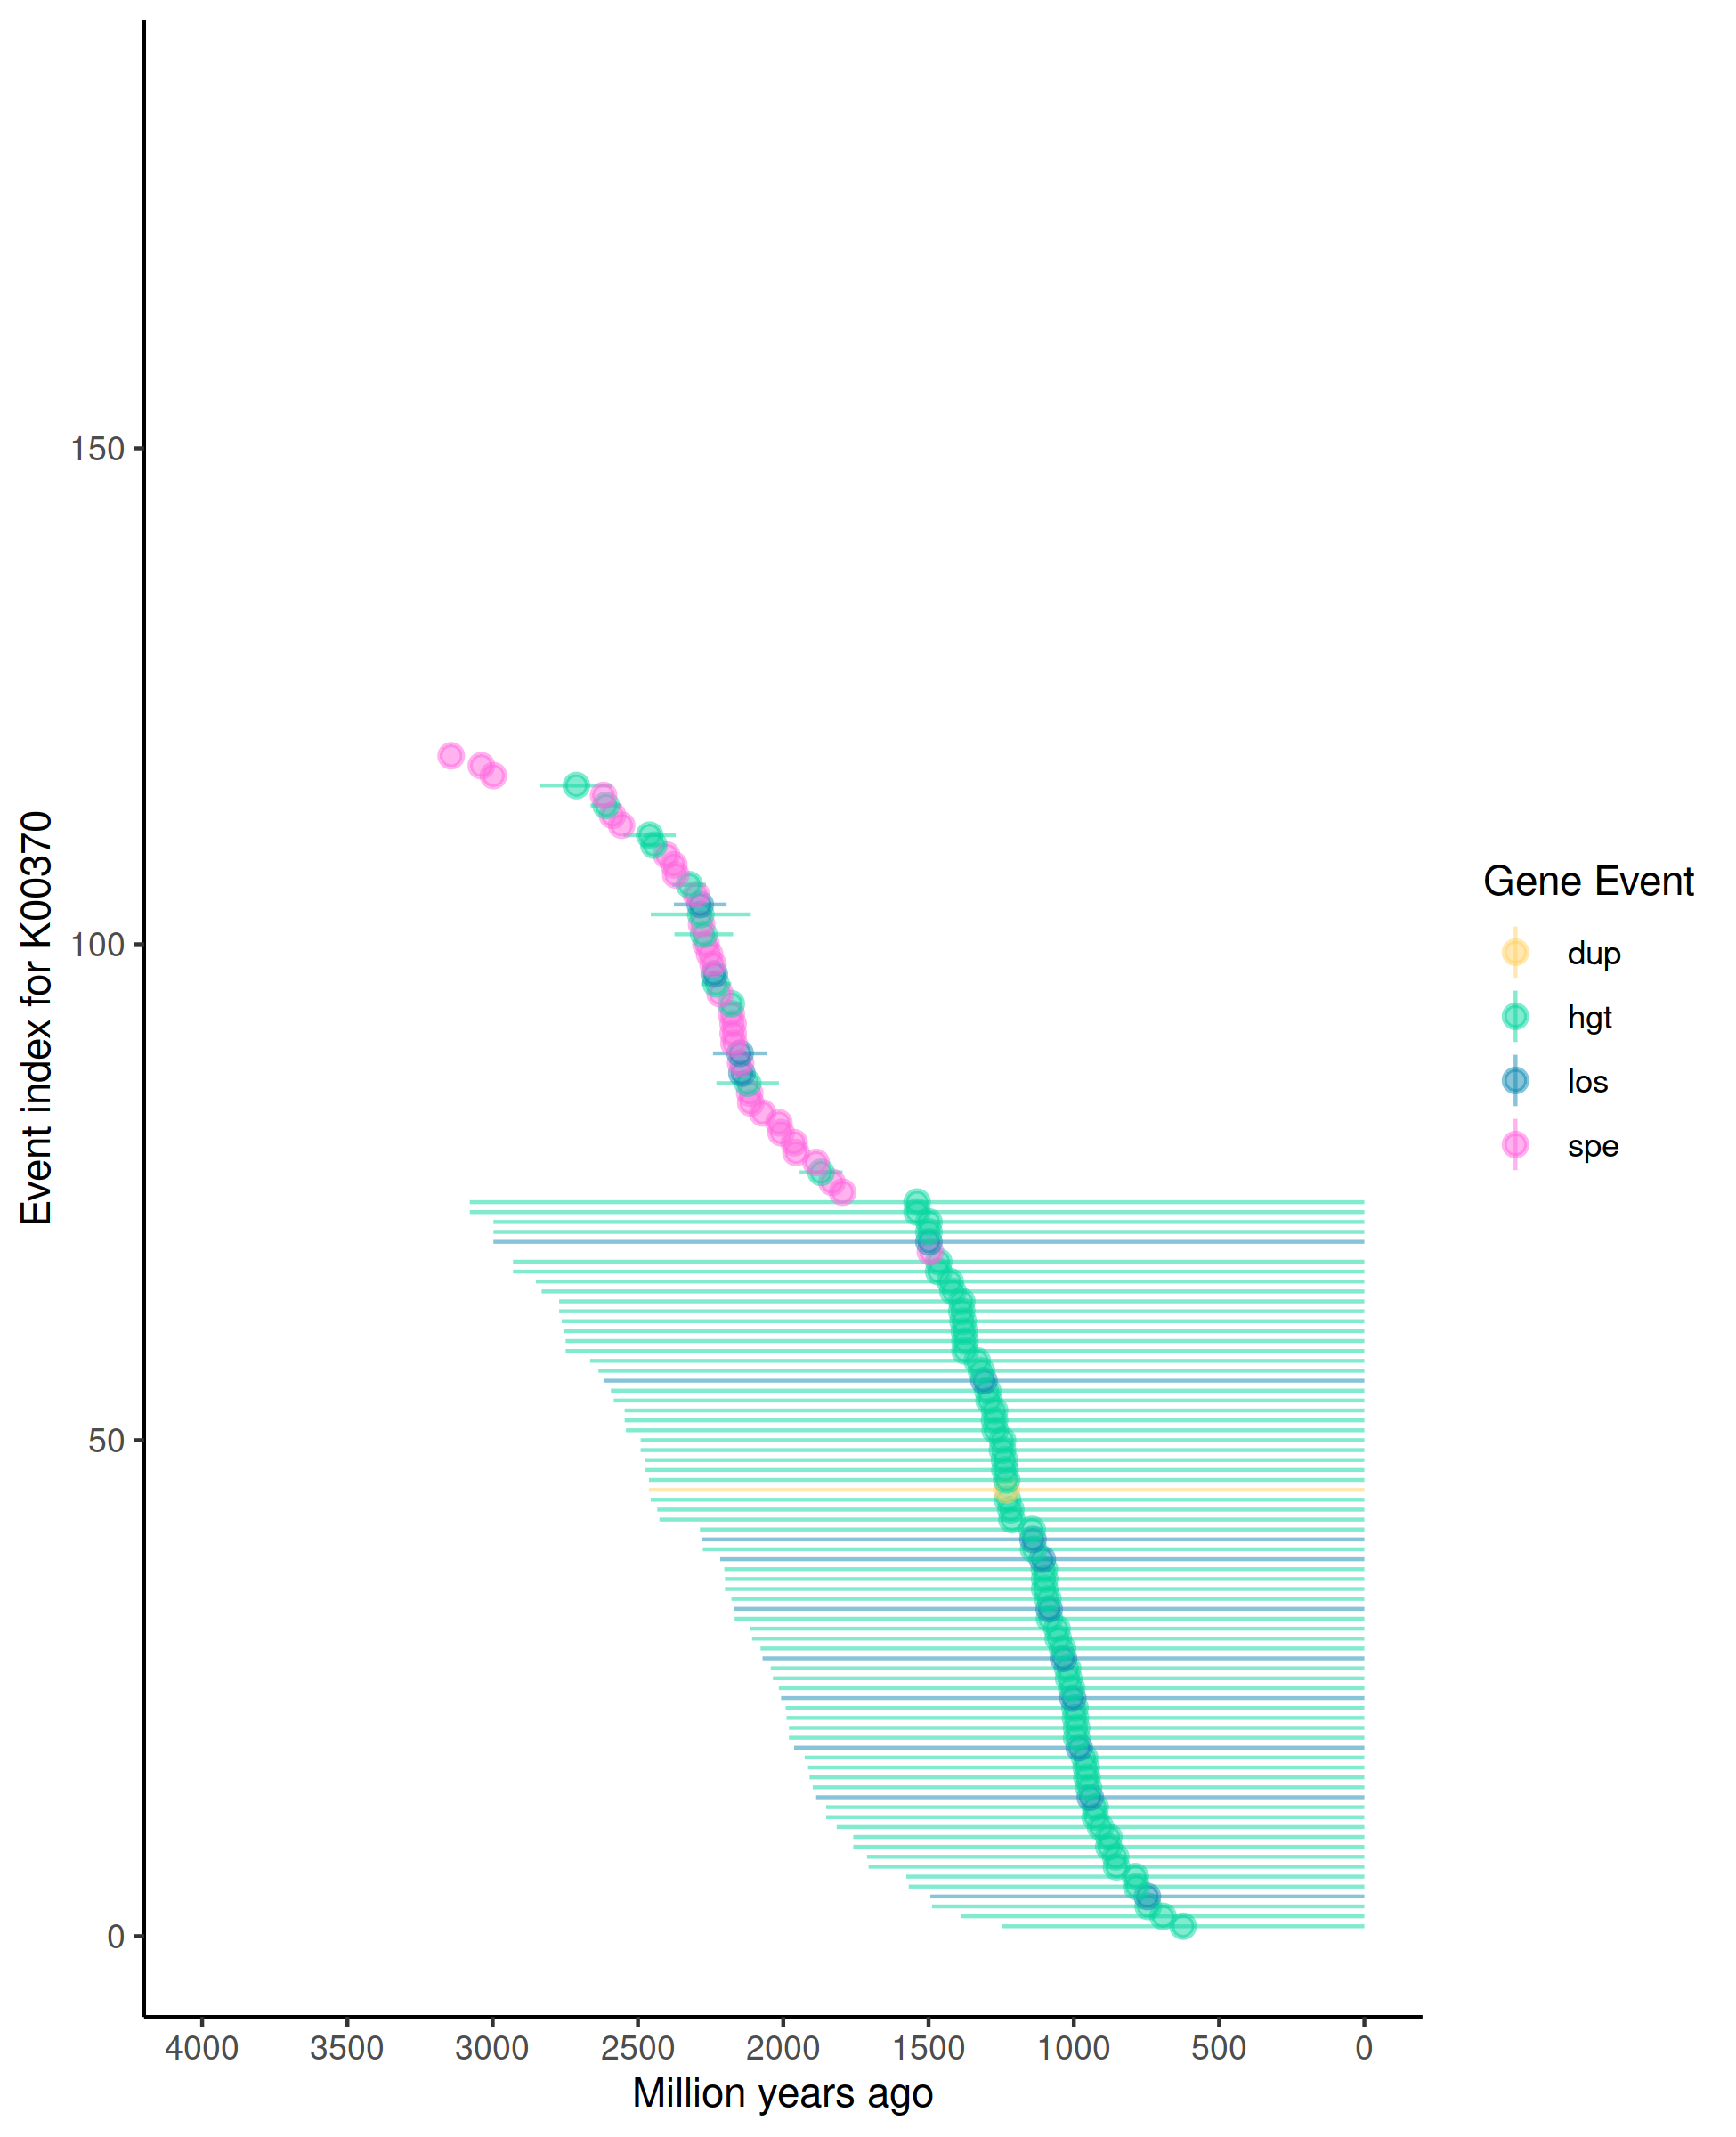 150
100
50
0
Event index for K00370
4000 3500 3000 2500 2000 1500 1000 500 0
Million years ago
Gene Event
dup
hgt
los
spe